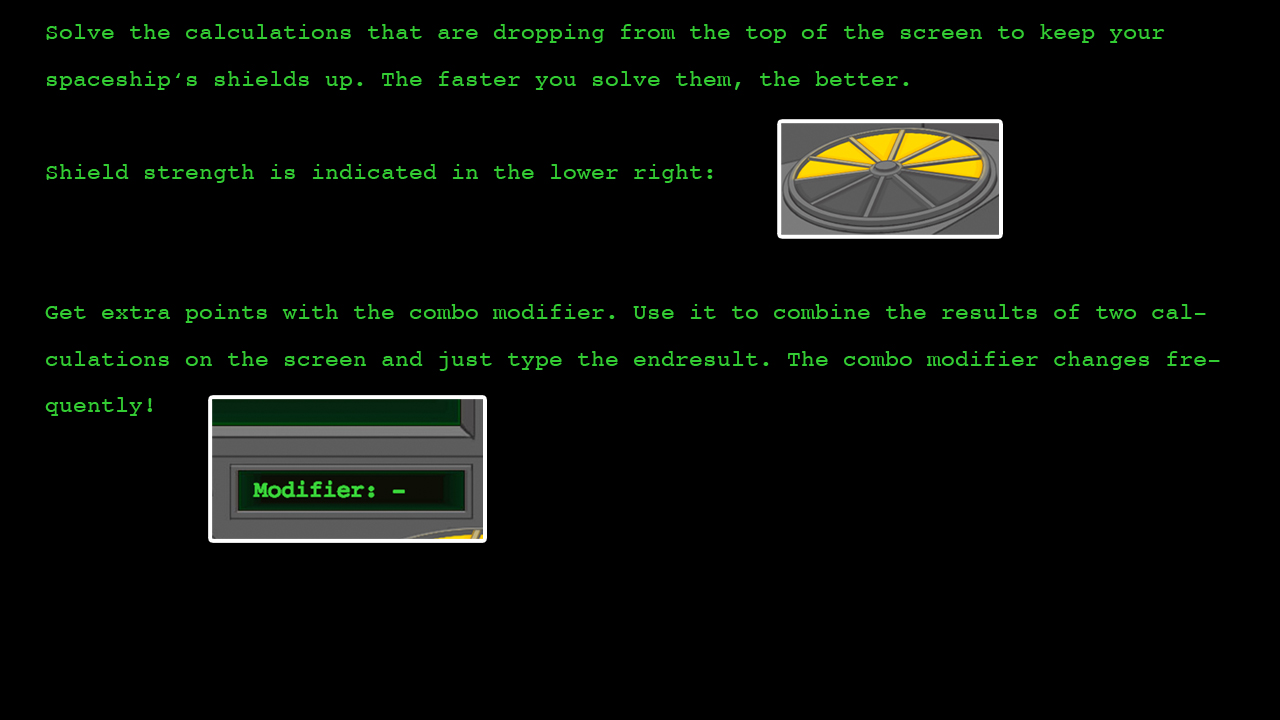 Solve the calculations that are dropping from the top of the screen to keep your
spaceship‘s shields up. The faster you solve them, the better.
Shield strength is indicated in the lower right:
Get extra points with the combo modifier. Use it to combine the results of two cal-
culations on the screen and just type the endresult. The combo modifier changes fre-
quently!
Modifier: -